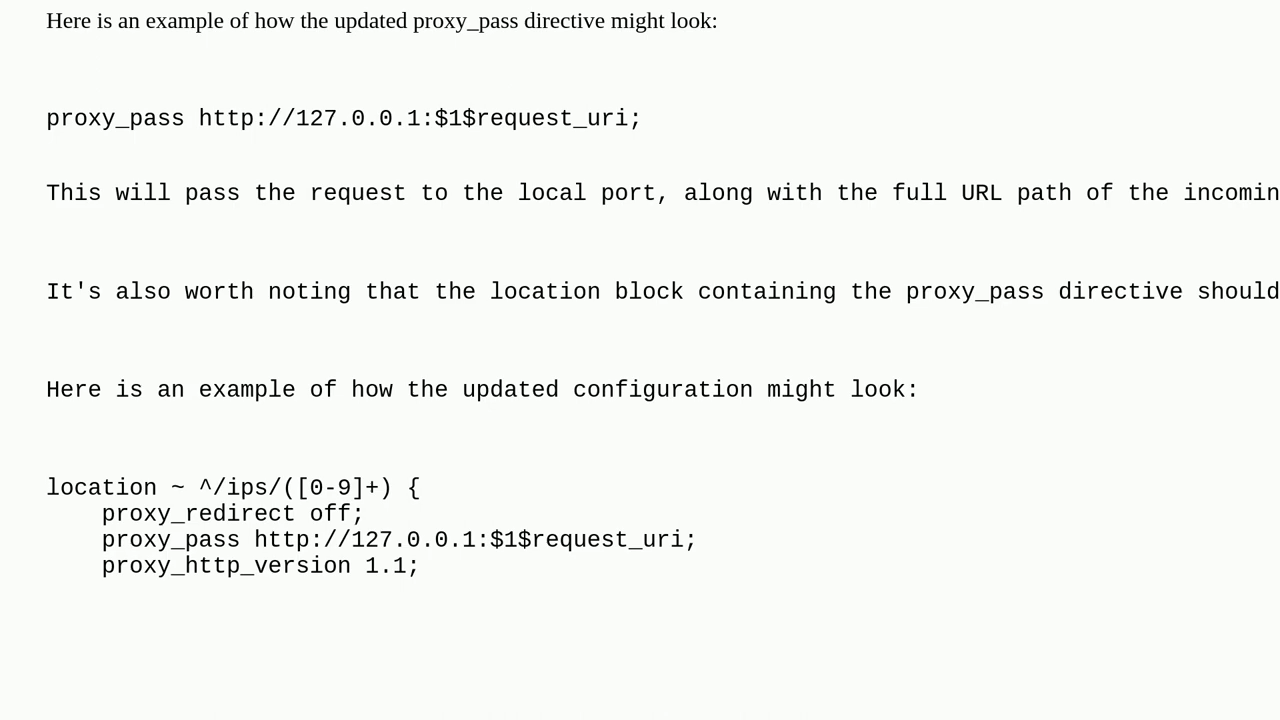 Here is an example of how the updated proxy_pass directive might look:
proxy_pass http://127.0.0.1:$1$request_uri;
This will pass the request to the local port, along with the full URL path of the incomin
It's also worth noting that the location block containing the proxy_pass directive should
Here is an example of how the updated configuration might look:
location ~ ^/ips/([0-9]+) {
    proxy_redirect off;
    proxy_pass http://127.0.0.1:$1$request_uri;
    proxy_http_version 1.1;